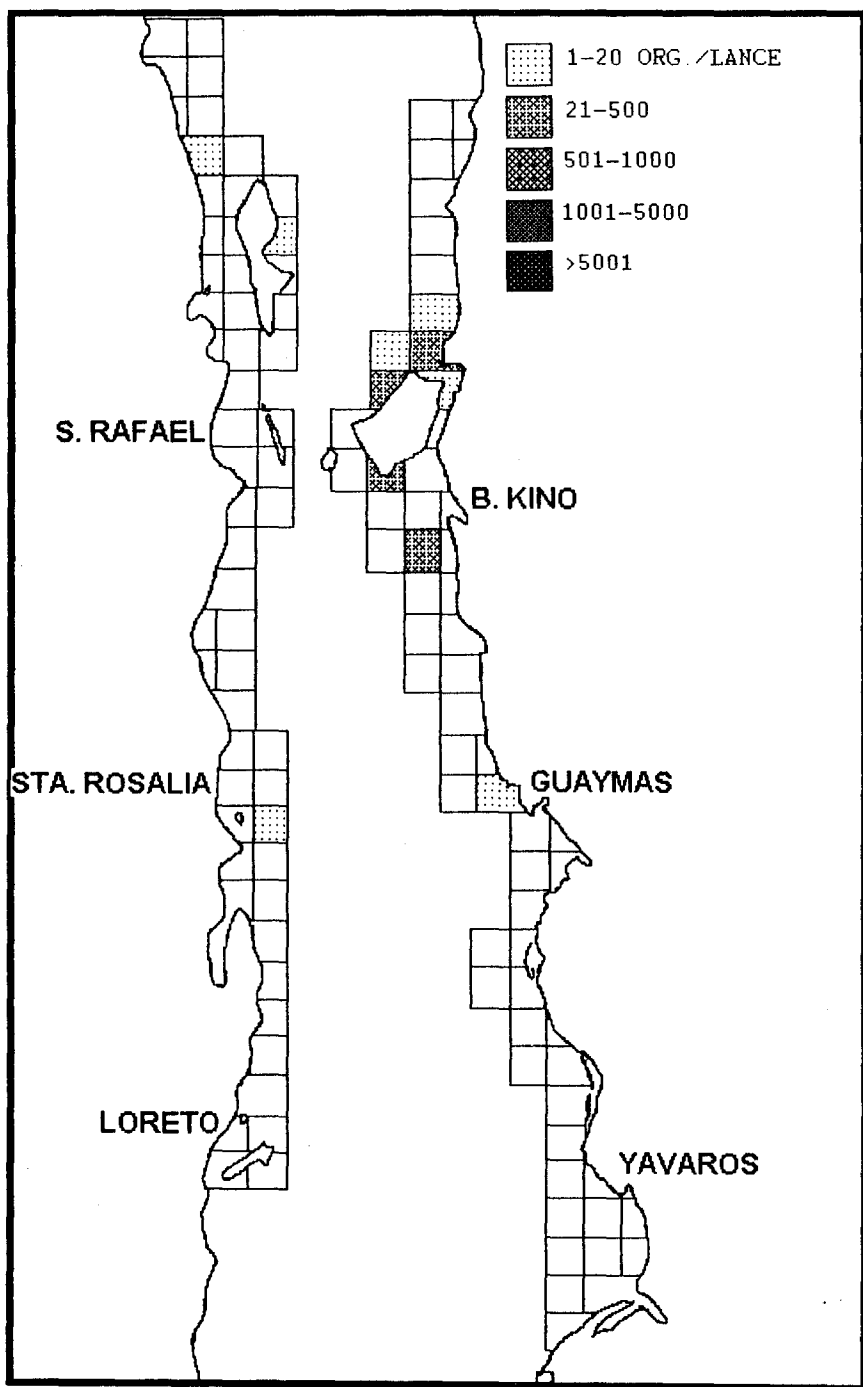 1-20 ORG./LANCE
21-500
501-1000
1001-5000
>5001
S. RAFAEL
B. KINO
STA. ROSALIA
GUAYMAS
LORETO
YAVAROS